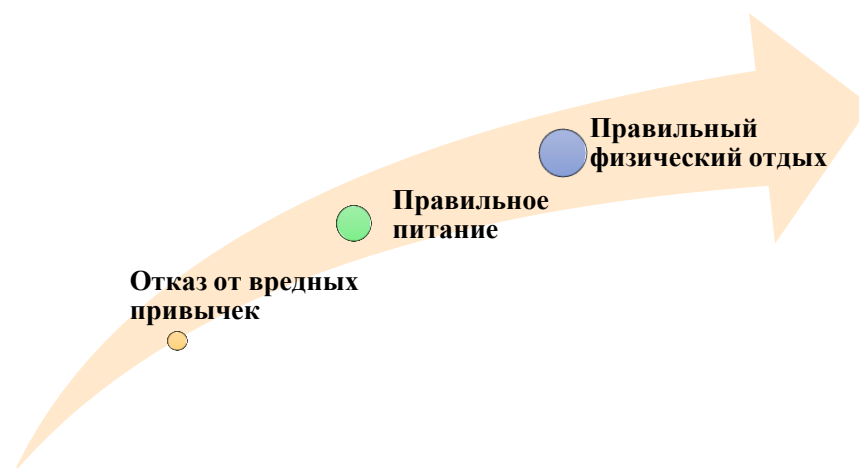 Правильный
физический отдых
Правильное
питание
Отказ от вредных
привычек